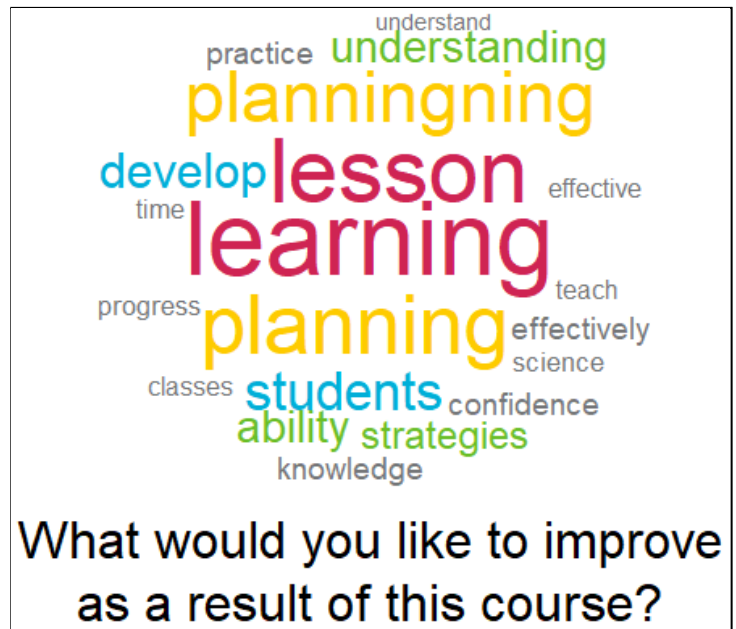 understand
practice understanding
planningning
develop lesson effective
time learning
teach
progress planning effectively
science
classes students confidence
ability strategies
knowledge
What would you like to improve
as a result of this course?